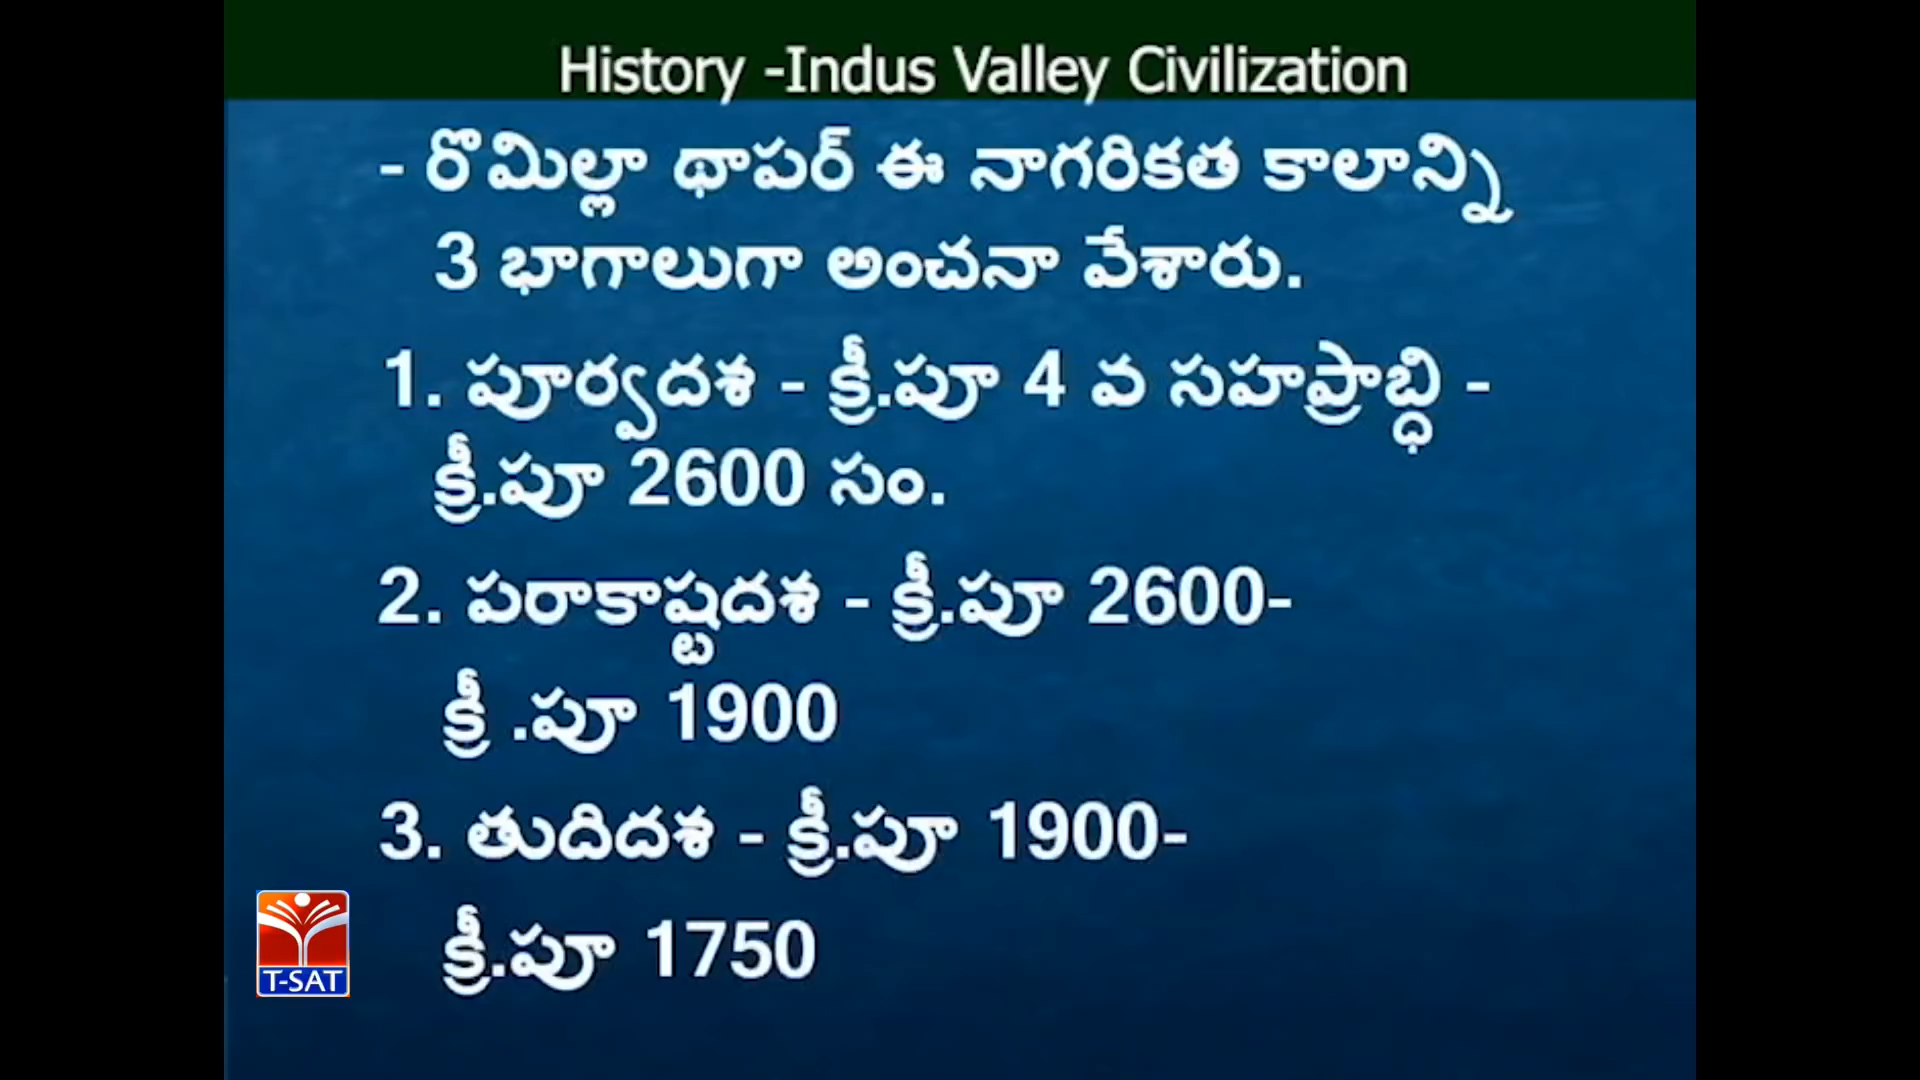 History -Indus Valley Civilization
- రొమిల్లా థాపర్ ఈ నాగరికత కాలాన్ని
3 భాగాలుగా అంచనా వేశారు.
1. పూర్వదశ - క్రీ.పూ 4 వ సహస్రాబ్ధి -
క్రీ.పూ 2600 సం.
2. పరాకాష్టదశ - క్రీ.పూ 2600-
క్రీ .పూ 1900
3. తుదిదశ - క్రీ.పూ 1900-
క్రీ.పూ 1750
T-SAT